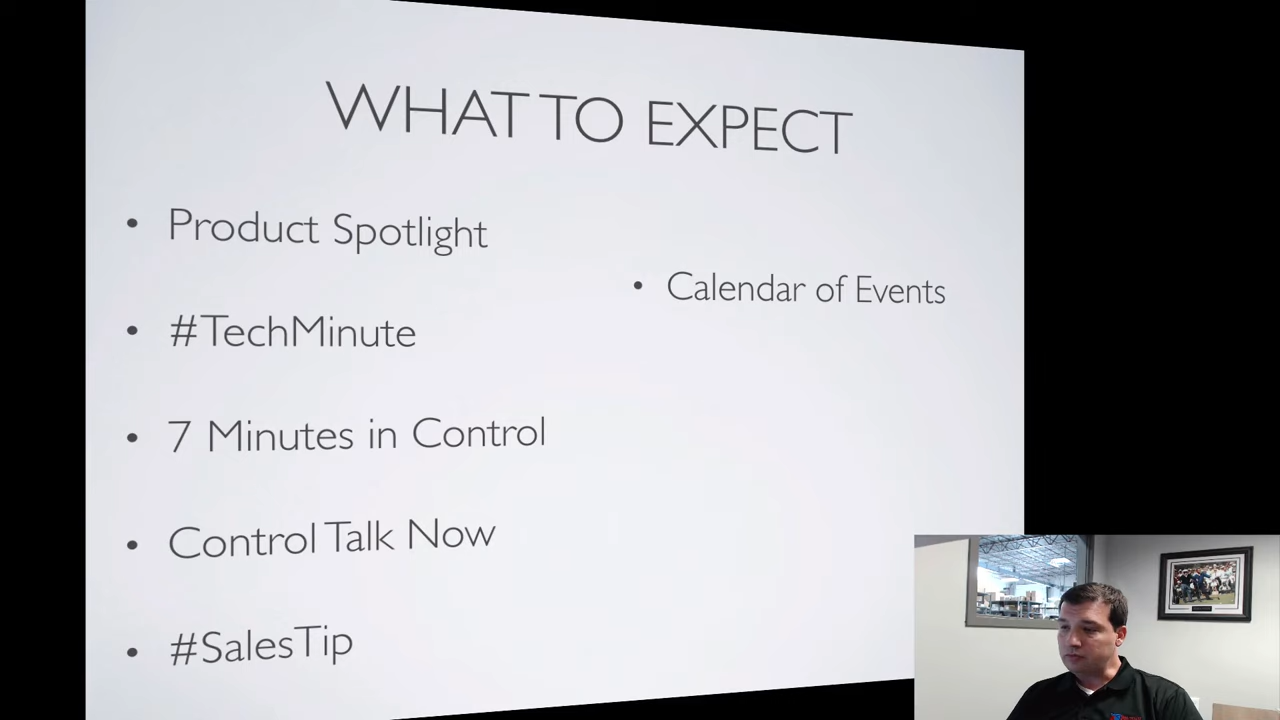 WHAT TO EXPECT
• Product Spotlight
• #TechMinute
• 7 Minutes in Control
• Control Talk Now
• #SalesTip
• Calendar of Events